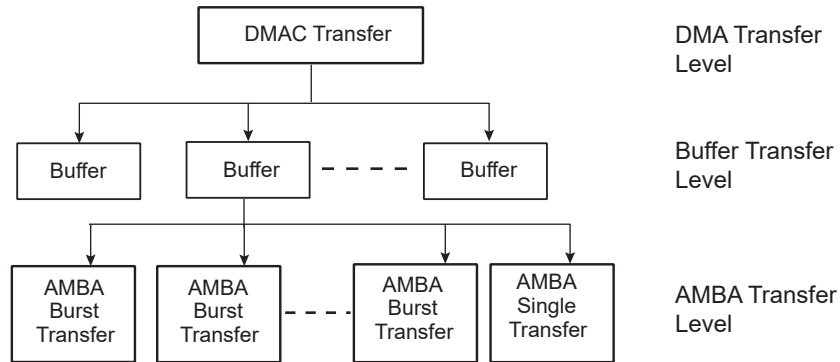 DMAC Transfer
DMA Transfer
Level
Buffer
Buffer
Buffer
Buffer Transfer
Level
AMBA
Burst
Transfer
AMBA
Burst
Transfer
AMBA
Burst
Transfer
AMBA
Single
Transfer
AMBA Transfer
Level